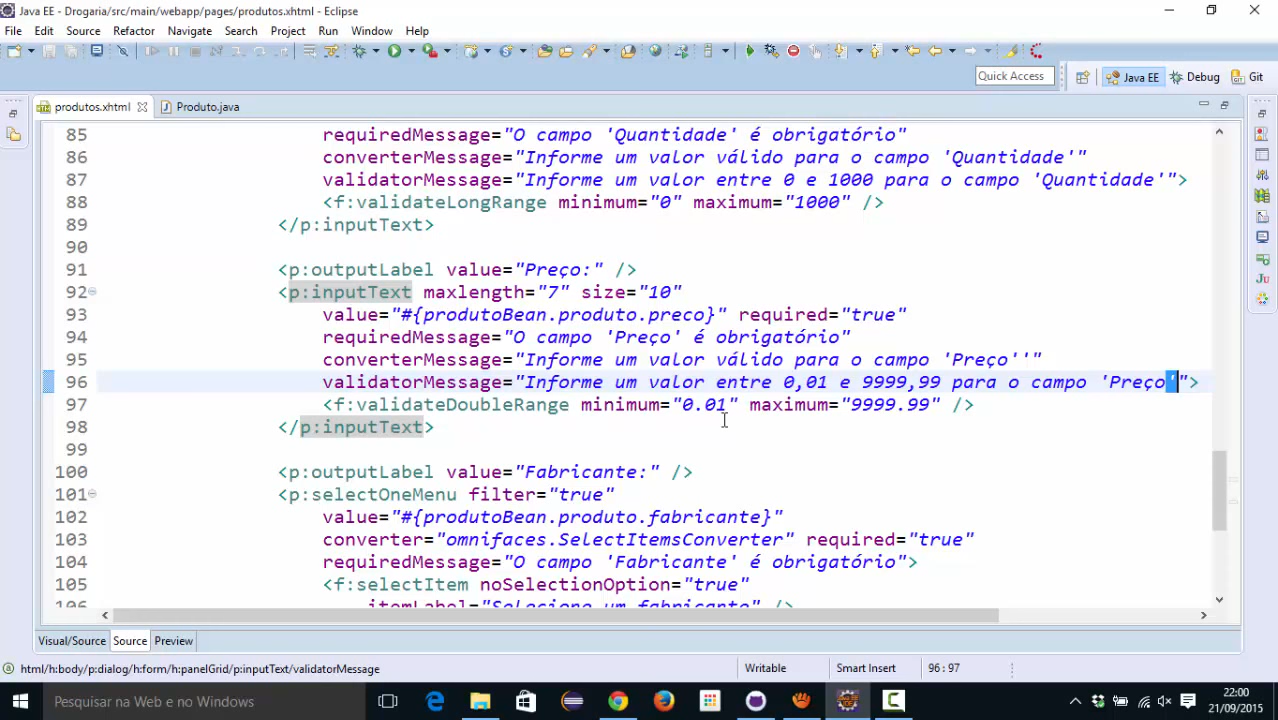 Java EE - Drogaria/src/main/webapp/pages/produtos.xhtml - Eclipse
File Edit Source Refactor Navigate Search Project Run Window Help
Quick Access Java EE Debug Git
produtos.xhtml Produto.java
85 requiredMessage="O campo 'Quantidade' é obrigatório"
86 converterMessage="Informe um valor válido para o campo 'Quantidade'"
87 validatorMessage="Informe um valor entre 0 e 1000 para o campo 'Quantidade'">
88 <f:validateLongRange minimum="0" maximum="1000" />
89 </p:inputText>
90
91 <p:outputLabel value="Preço:" />
92 <p:inputText maxlength="7" size="10"
93 value="#{produtoBean.produto.preco}" required="true"
94 requiredMessage="O campo 'Preço' é obrigatório"
95 converterMessage="Informe um valor válido para o campo 'Preço''"
96 validatorMessage="Informe um valor entre 0,01 e 9999,99 para o campo 'Preço'">
97 <f:validateDoubleRange minimum="0.01" maximum="9999.99" />
98 </p:inputText>
99
100 <p:outputLabel value="Fabricante:" />
101 <p:selectOneMenu filter="true"
102 value="#{produtoBean.produto.fabricante}"
103 converter="omnifaces.SelectItemsConverter" required="true"
104 requiredMessage="O campo 'Fabricante' é obrigatório">
105 <f:selectItem noSelectionOption="true"
106 itemLabel="Selecione um fabricante" />
Visual/Source Source Preview
html/h:body/p:dialog/h:form/h:panelGrid/p:inputText/validatorMessage Writable Smart Insert 96 : 97
Pesquisar na Web e no Windows
22:00
21/09/2015